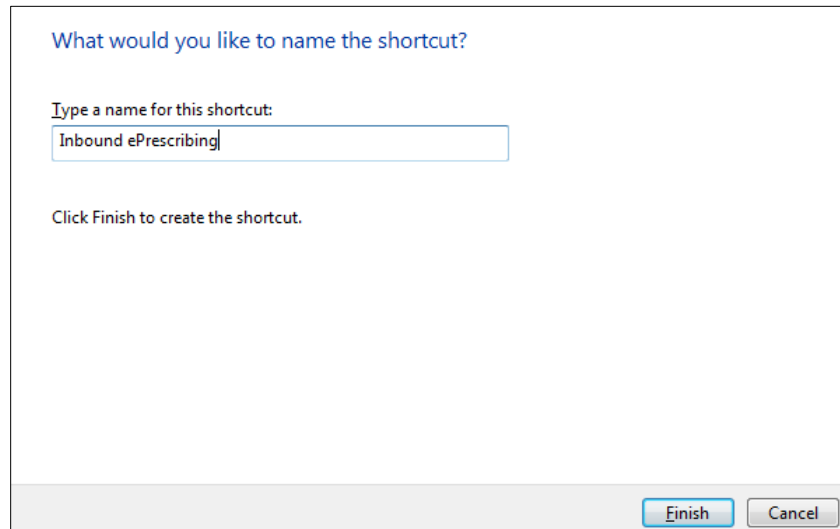 What would you like to name the shortcut?
Type a name for this shortcut:
Inbound ePrescribing
Click Finish to create the shortcut.
Finish Cancel